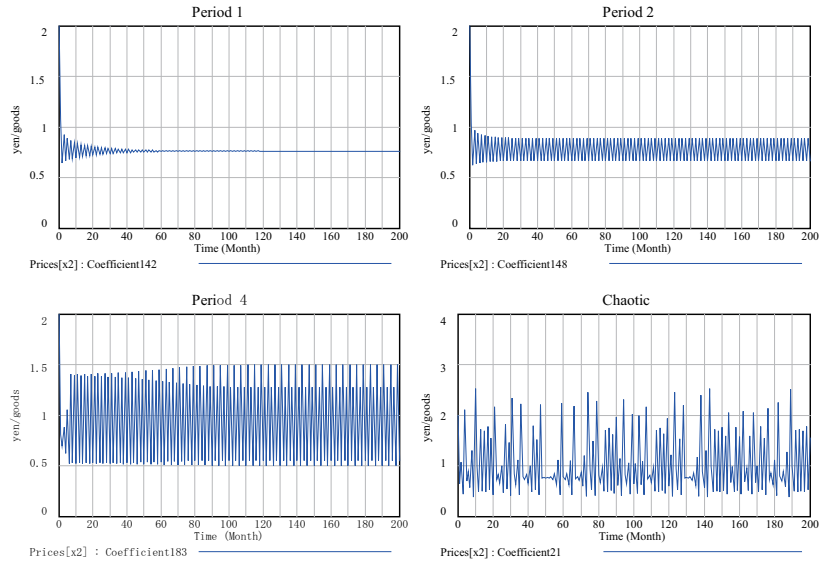 Period 1
2
1.5
1
0.5
0
yen/goods
0 20 40 60 80 100 120 140 160 180 200
Time (Month)
Prices[x2] : Coefficient142
Period 2
2
1.5
1
0.5
0
yen/goods
0 20 40 60 80 100 120 140 160 180 200
Time (Month)
Prices[x2] : Coefficient148
Period 4
2
1.5
1
0.5
0
yen/goods
0 20 40 60 80 100 120 140 160 180 200
Time (Month)
Prices[x2] : Coefficient183
Chaotic
4
3
2
1
0
yen/goods
0 20 40 60 80 100 120 140 160 180 200
Time (Month)
Prices[x2] : Coefficient21